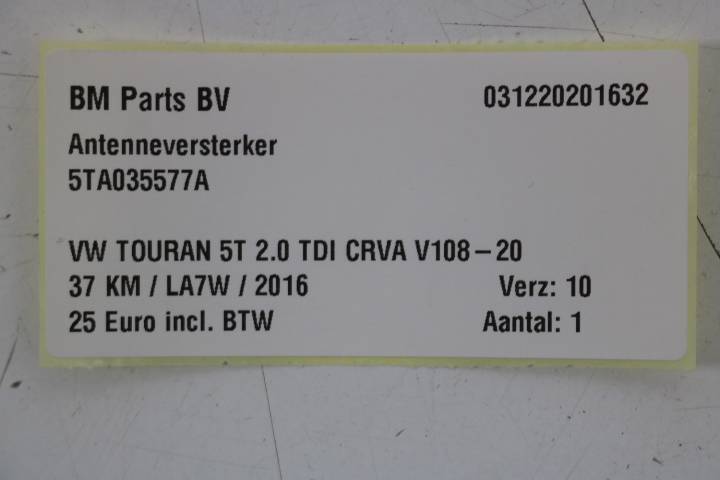 BM Parts BV 031220201632
Antenneversterker
5TA035577A
VW TOURAN 5T 2.0 TDI CRVA V108-20
37 KM / LA7W / 2016 Verz: 10
25 Euro incl. BTW Aantal: 1